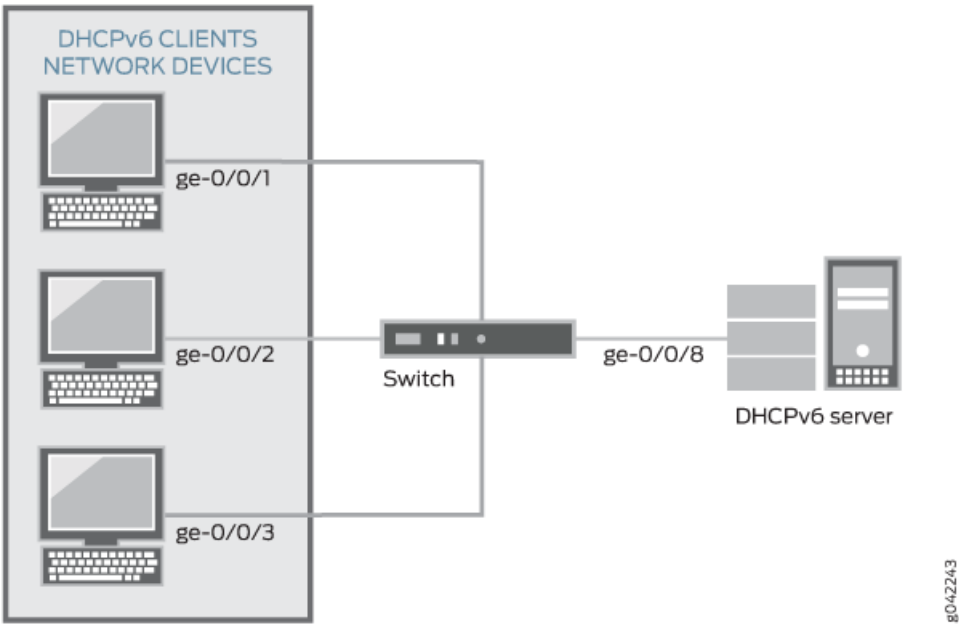 DHCPv6 CLIENTS
NETWORK DEVICES
ge-0/0/1
ge-0/0/2
ge-0/0/8
Switch
DHCPv6 server
ge-0/0/3
g042243